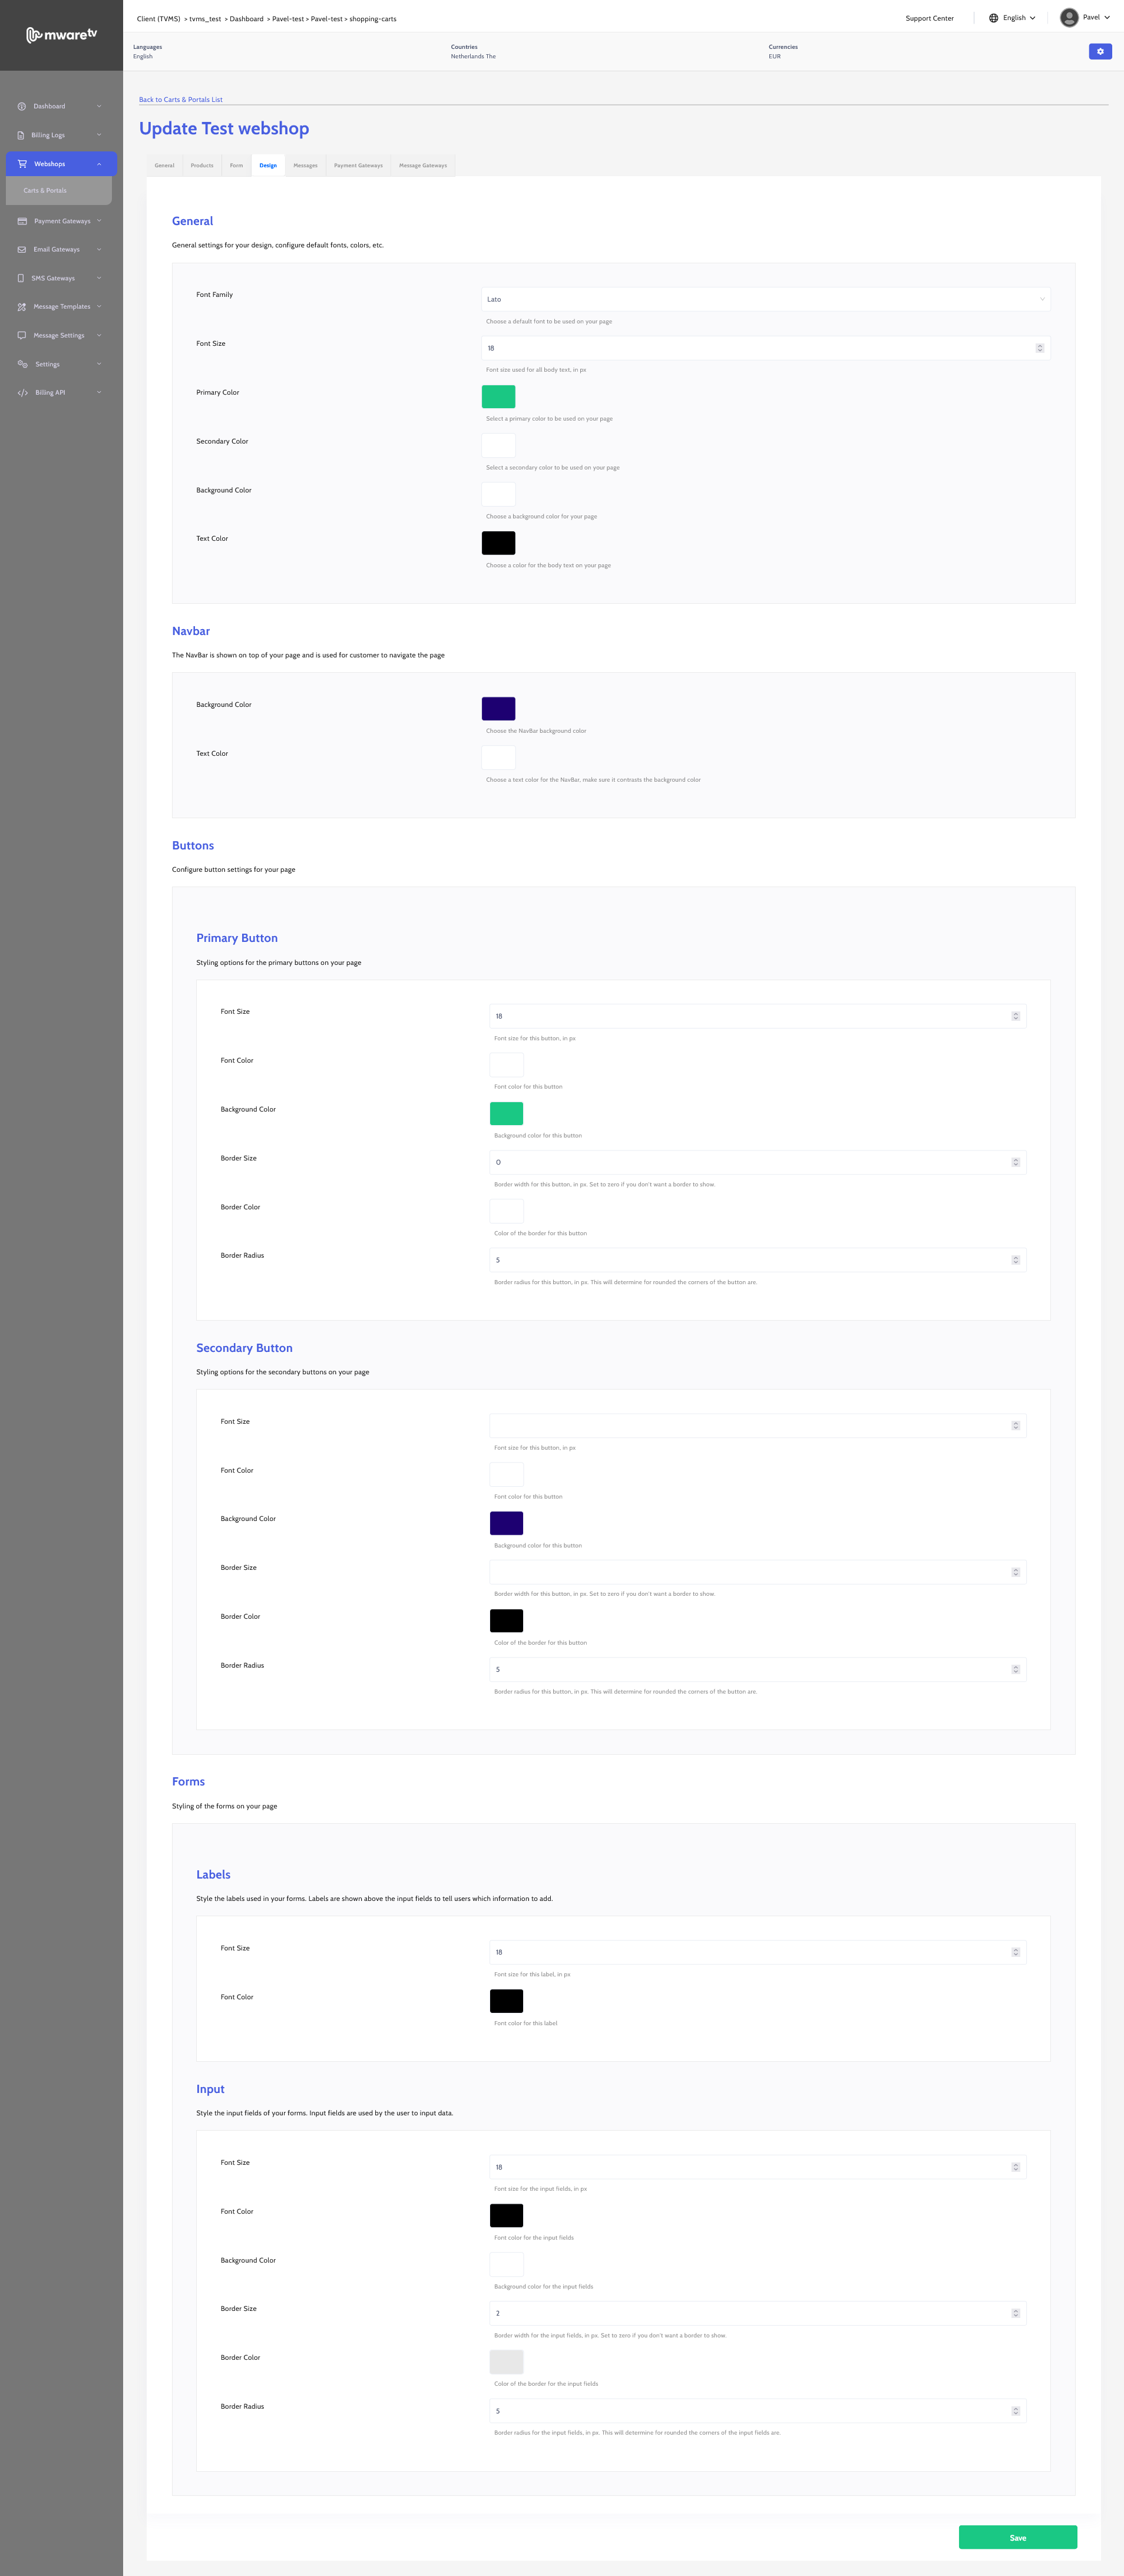 mwaretv
Client (TVMS) > tvms_test > Dashboard > Pavel-test > Pavel-test > shopping-carts
Support Center
English
Pavel
Languages
English
Countries
Netherlands The
Currencies
EUR
Dashboard
Billing Logs
Webshops
Carts & Portals
Payment Gateways
Email Gateways
SMS Gateways
Message Templates
Message Settings
Settings
Billing API
Back to Carts & Portals List
Update Test webshop
General
Products
Form
Design
Messages
Payment Gateways
Message Gateways
General
General settings for your design, configure default fonts, colors, etc.
Font Family
Lato
Choose a default font to be used on your page
Font Size
18
Font size used for all body text, in px
Primary Color
Select a primary color to be used on your page
Secondary Color
Select a secondary color to be used on your page
Background Color
Choose a background color for your page
Text Color
Choose a color for the body text on your page
Navbar
The NavBar is shown on top of your page and is used for customer to navigate the page
Background Color
Choose the NavBar background color
Text Color
Choose a text color for the NavBar, make sure it contrasts the background color
Buttons
Configure button settings for your page
Primary Button
Styling options for the primary buttons on your page
Font Size
18
Font size for this button, in px
Font Color
Font color for this button
Background Color
Background color for this button
Border Size
0
Border width for this button, in px. Set to zero if you don't want a border to show.
Border Color
Color of the border for this button
Border Radius
5
Border radius for this button, in px. This will determine for rounded the corners of the button are.
Secondary Button
Styling options for the secondary buttons on your page
Font Size
Font size for this button, in px
Font Color
Font color for this button
Background Color
Background color for this button
Border Size
Border width for this button, in px. Set to zero if you don't want a border to show.
Border Color
Color of the border for this button
Border Radius
5
Border radius for this button, in px. This will determine for rounded the corners of the button are.
Forms
Styling of the forms on your page
Labels
Style the labels used in your forms. Labels are shown above the input fields to tell users which information to add.
Font Size
18
Font size for this label, in px
Font Color
Font color for this label
Input
Style the input fields of your forms. Input fields are used by the user to input data.
Font Size
18
Font size for the input fields, in px
Font Color
Font color for the input fields
Background Color
Background color for the input fields
Border Size
2
Border width for the input fields, in px. Set to zero if you don't want a border to show.
Border Color
Color of the border for the input fields
Border Radius
5
Border radius for the input fields, in px. This will determine for rounded the corners of the input fields are.
Save